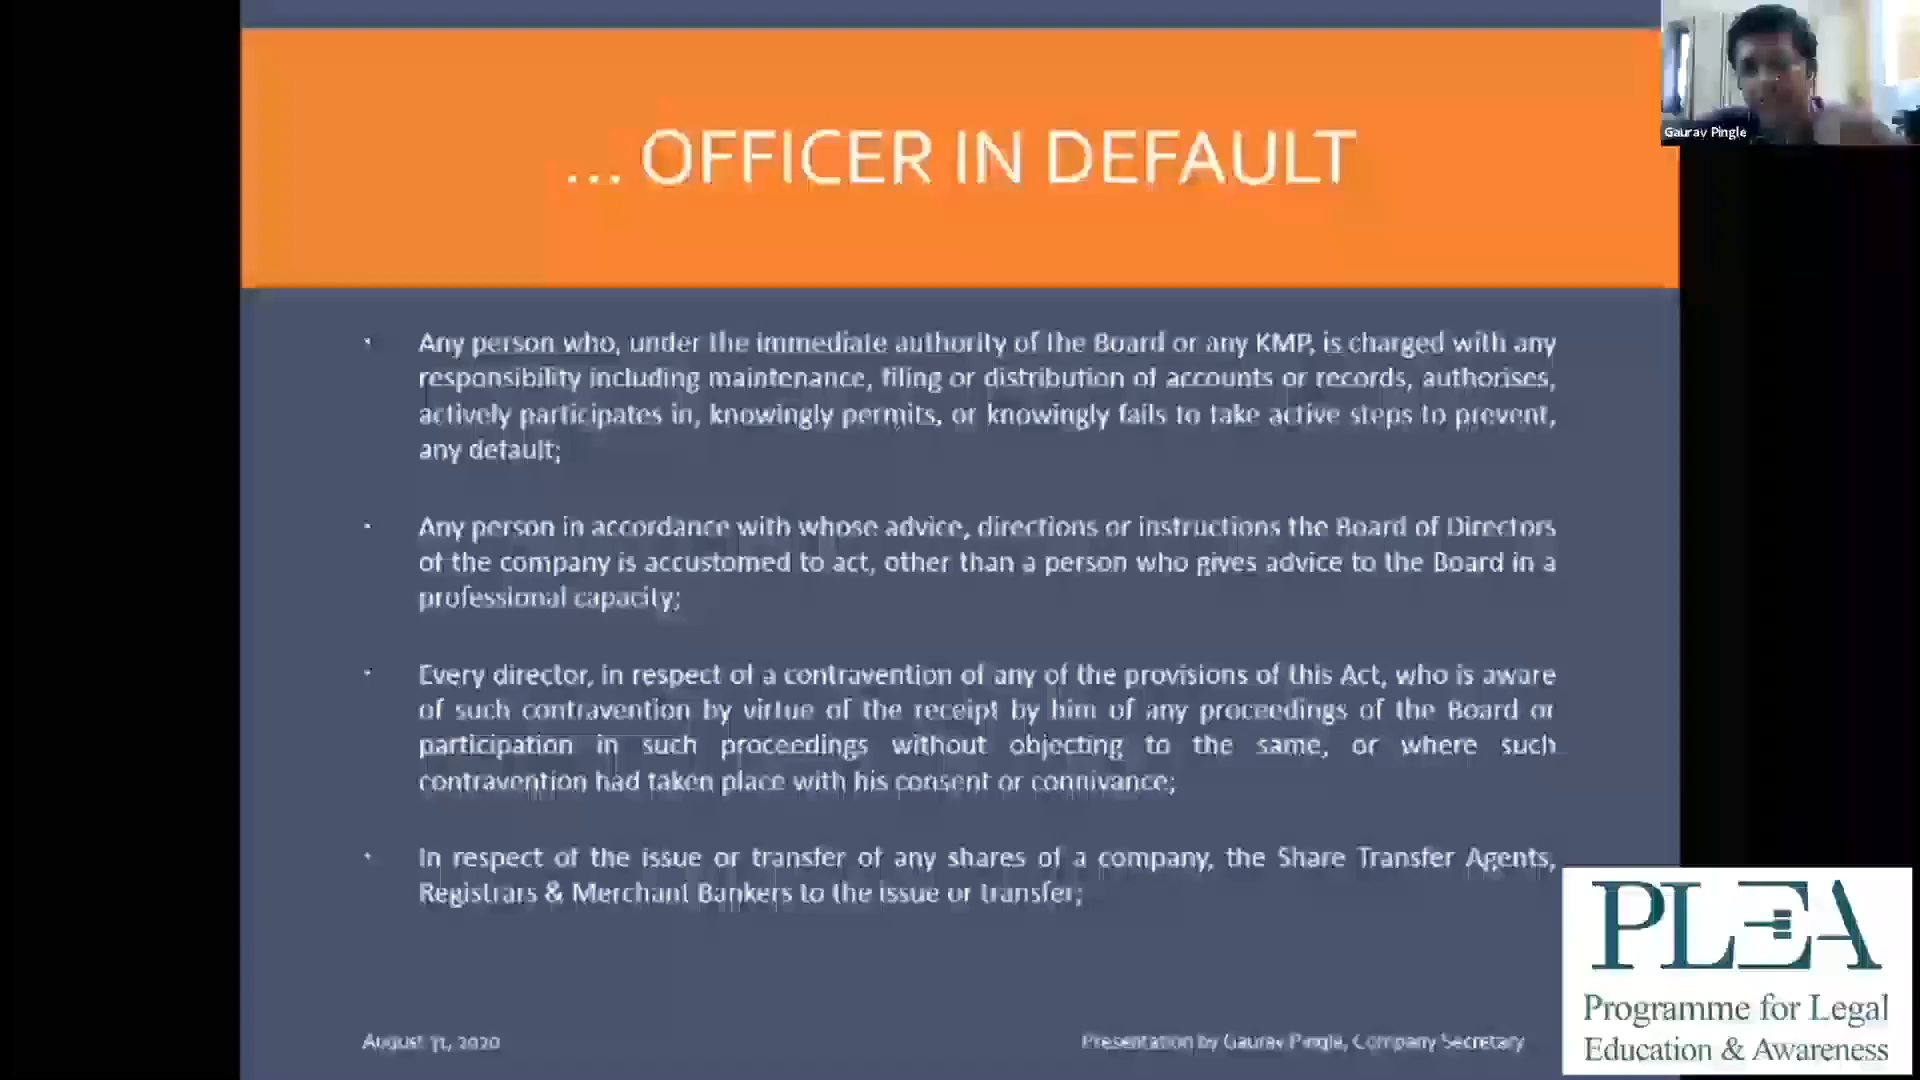 ... OFFICER IN DEFAULT
Gaurav Pingle
· Any person who, under the immediate authority of the Board or any KMP, is charged with any
responsibility including maintenance, filing or distribution of accounts or records, authorises,
actively participates in, knowingly permits, or knowingly fails to take active steps to prevent,
any default;
· Any person in accordance with whose advice, directions or instructions the Board of Directors
of the company is accustomed to act, other than a person who gives advice to the Board in a
professional capacity;
· Every director, in respect of a contravention of any of the provisions of this Act, who is aware
of such contravention by virtue of the receipt by him of any proceedings of the Board or
participation in such proceedings without objecting to the same, or where such
contravention had taken place with his consent or connivance;
· In respect of the issue or transfer of any shares of a company, the Share Transfer Agents,
Registrars & Merchant Bankers to the issue or transfer;
August 2020
Presentation by Gaurav Pingle, Company Secretary
PLEA
Programme for Legal
Education & Awareness